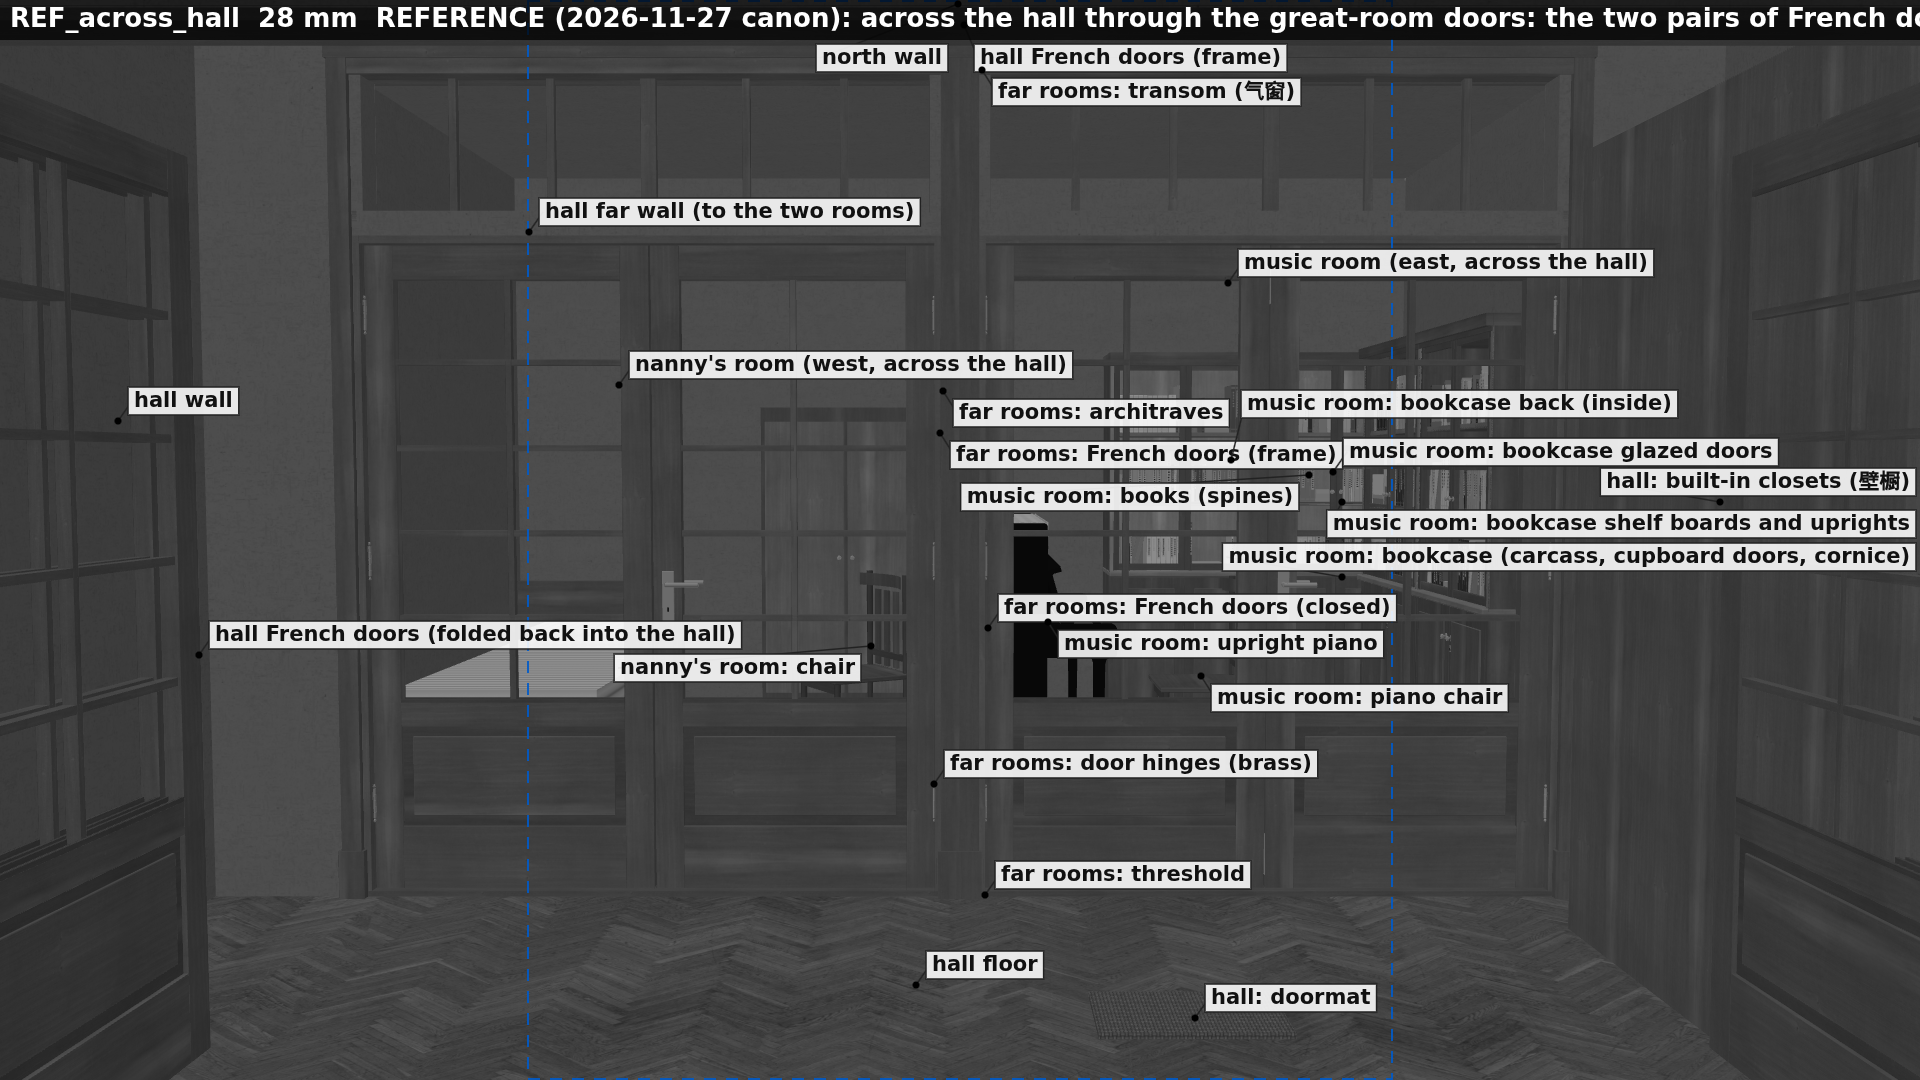 REF_across_hall 28 mm REFERENCE (2026-11-27 canon): across the hall through the great-room doors: the two pairs of French
north wall
hall French doors (frame)
far rooms: transom (气窗)
hall far wall (to the two rooms)
music room (east, across the hall)
nanny's room (west, across the hall)
hall wall
far rooms: architraves
music room: bookcase back (inside)
far rooms: French doors (frame)
music room: bookcase glazed doors
hall: built-in closets (壁橱)
music room: books (spines)
music room: bookcase shelf boards and uprights
music room: bookcase (carcass, cupboard doors, cornice)
far rooms: French doors (closed)
hall French doors (folded back into the hall)
music room: upright piano
nanny's room: chair
music room: piano chair
far rooms: door hinges (brass)
far rooms: threshold
hall floor
hall: doormat